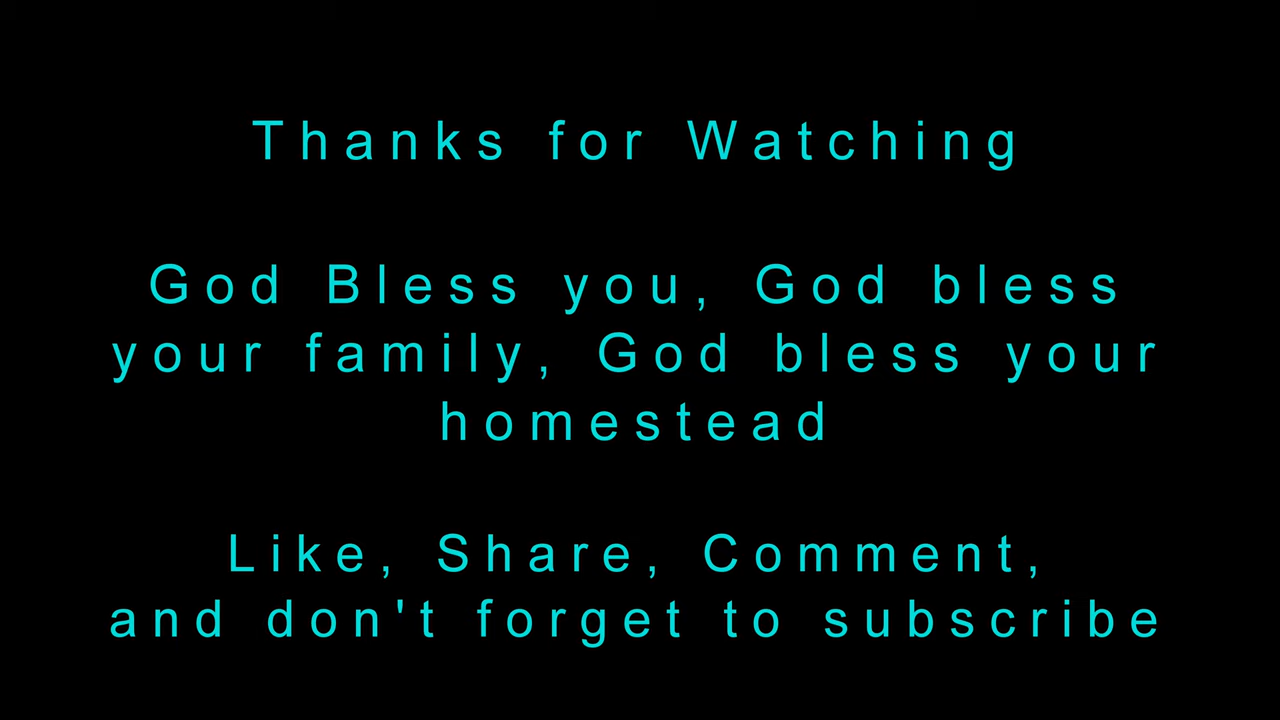 Thanks for Watching
God Bless you, God bless
your family, God bless your
homestead
Like, Share, Comment,
and don't forget to subscribe